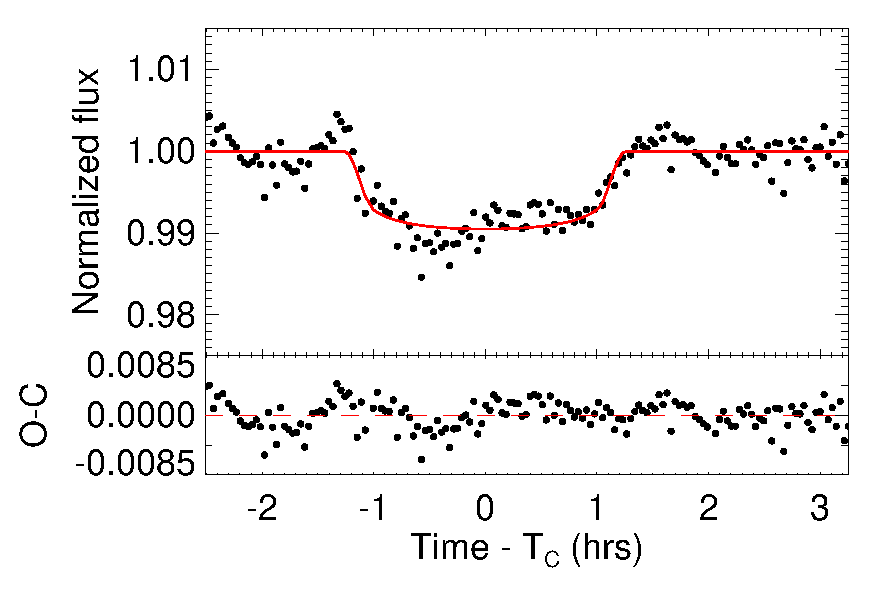 Normalized flux
1.01
1.00
0.99
0.98
O-C
0.0085
0.0000
-0.0085
-2 -1 0 1 2 3
Time - T_C (hrs)